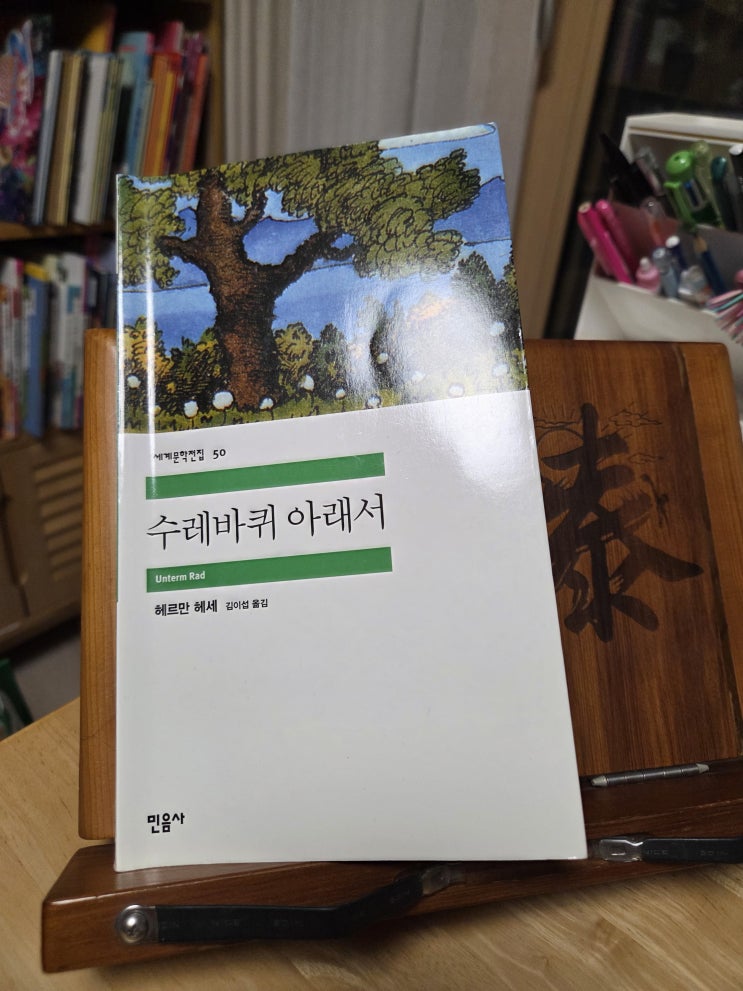 세계문학전집 50
수레바퀴 아래서
Unterm Rad
헤르만 헤세 김이섭 옮김
민음사
泰